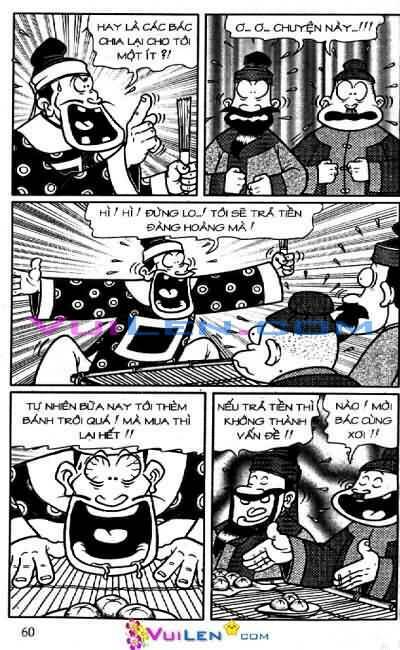 HAY LÀ CÁC BÁC
CHIA LẠI CHO TÔI
MỘT ÍT ?!
Ơ... Ơ... CHUYỆN NÀY...!!!
HÌ ! HÌ ! ĐỪNG LO...! TÔI SẼ TRẢ TIỀN
ĐÀNG HOÀNG MÀ !
VUILEN.COM
TỰ NHIÊN BỮA NAY TÔI THÈM
BÁNH TRÔI QUÁ ! MÀ MUA THÌ
LẠI HẾT !!
NẾU TRẢ TIỀN THÌ
KHÔNG THÀNH
VẤN ĐỀ !!
NÀO ! MỜI
BÁC CÙNG
XƠI !!
60
VUILEN.COM